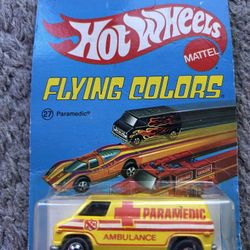 Hot Wheels
MATTEL
FLYING COLORS
27 Paramedic®
PARAMEDIC
AMBULANCE